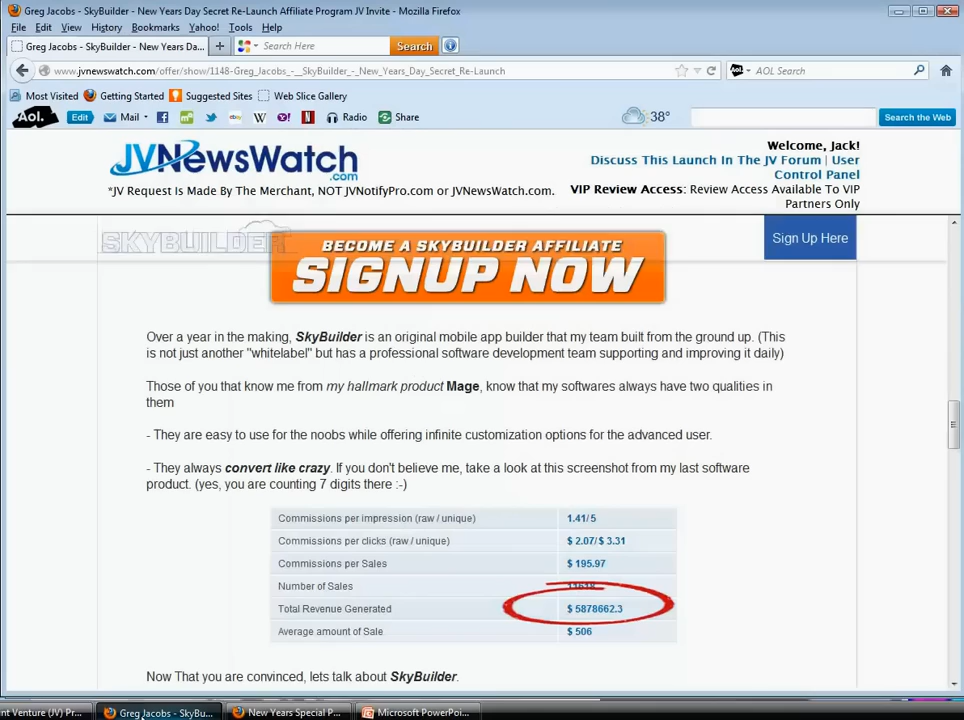 Greg Jacobs - SkyBuilder - New Years Day Secret Re-Launch Affiliate Program JV Invite - Mozilla Firefox
File Edit View History Bookmarks Yahoo! Tools Help
Greg Jacobs - SkyBuilder - New Years Da... + Search Here Search
www.jvnewswatch.com/offer/show/1148-Greg_Jacobs_-__SkyBuilder_-_New_Years_Day_Secret_Re-Launch AOL Search
Most Visited Getting Started Suggested Sites Web Slice Gallery
Aol. Edit Mail Radio Share 38° Search the Web
JVNewsWatch.com
Welcome, Jack!
Discuss This Launch In The JV Forum | User Control Panel
*JV Request Is Made By The Merchant, NOT JVNotifyPro.com or JVNewsWatch.com.
VIP Review Access: Review Access Available To VIP
Partners Only
SKYBUILDER
Sign Up Here
BECOME A SKYBUILDER AFFILIATE
SIGNUP NOW
Over a year in the making, SkyBuilder is an original mobile app builder that my team built from the ground up. (This
is not just another "whitelabel" but has a professional software development team supporting and improving it daily)
Those of you that know me from my hallmark product Mage, know that my softwares always have two qualities in
them
- They are easy to use for the noobs while offering infinite customization options for the advanced user.
- They always convert like crazy. If you don't believe me, take a look at this screenshot from my last software
product. (yes, you are counting 7 digits there :-)
Commissions per impression (raw / unique) 1.41/5
Commissions per clicks (raw / unique) $ 2.07/$ 3.31
Commissions per Sales $ 195.97
Number of Sales
Total Revenue Generated $ 5878662.3
Average amount of Sale $ 506
Now That you are convinced, lets talk about SkyBuilder.
nt Venture (JV) Pr... Greg Jacobs - SkyBu... New Years Special P... Microsoft PowerPoi...